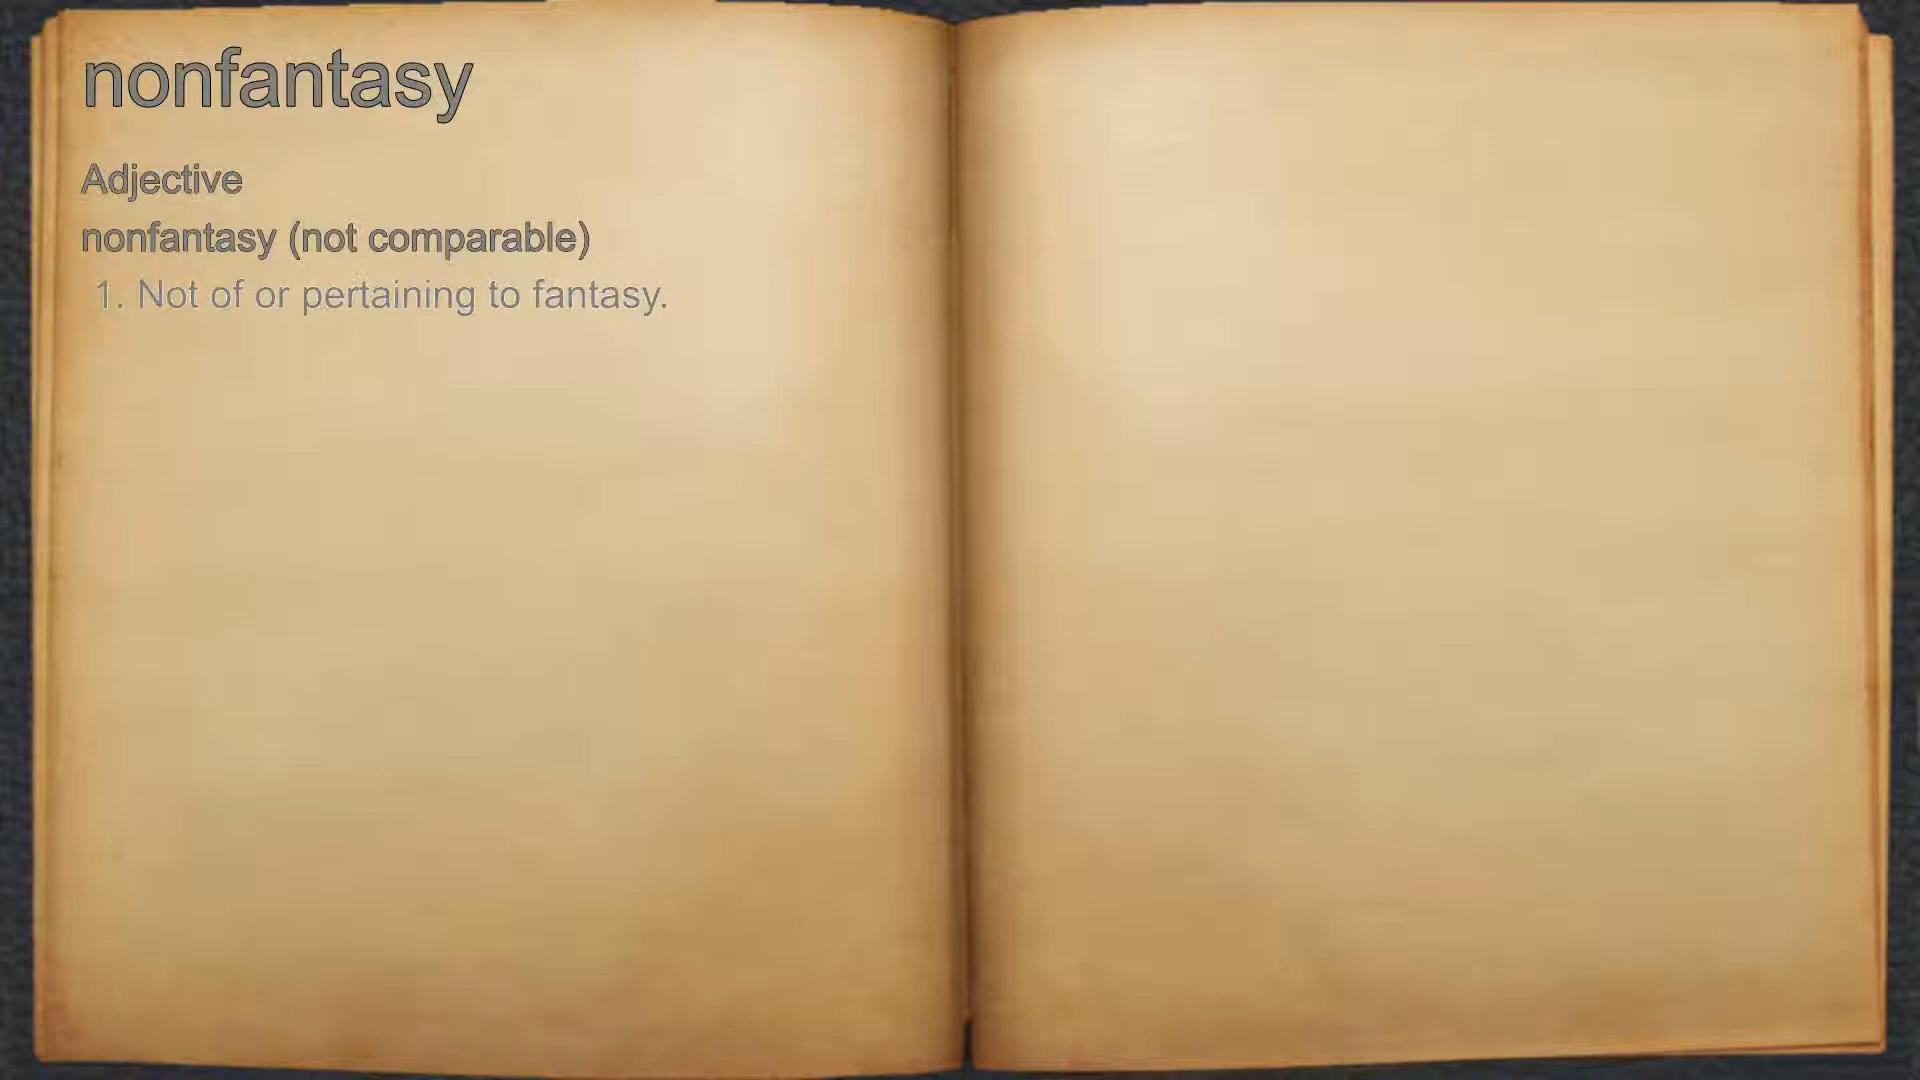 nonfantasy
Adjective
nonfantasy (not comparable)
1. Not of or pertaining to fantasy.